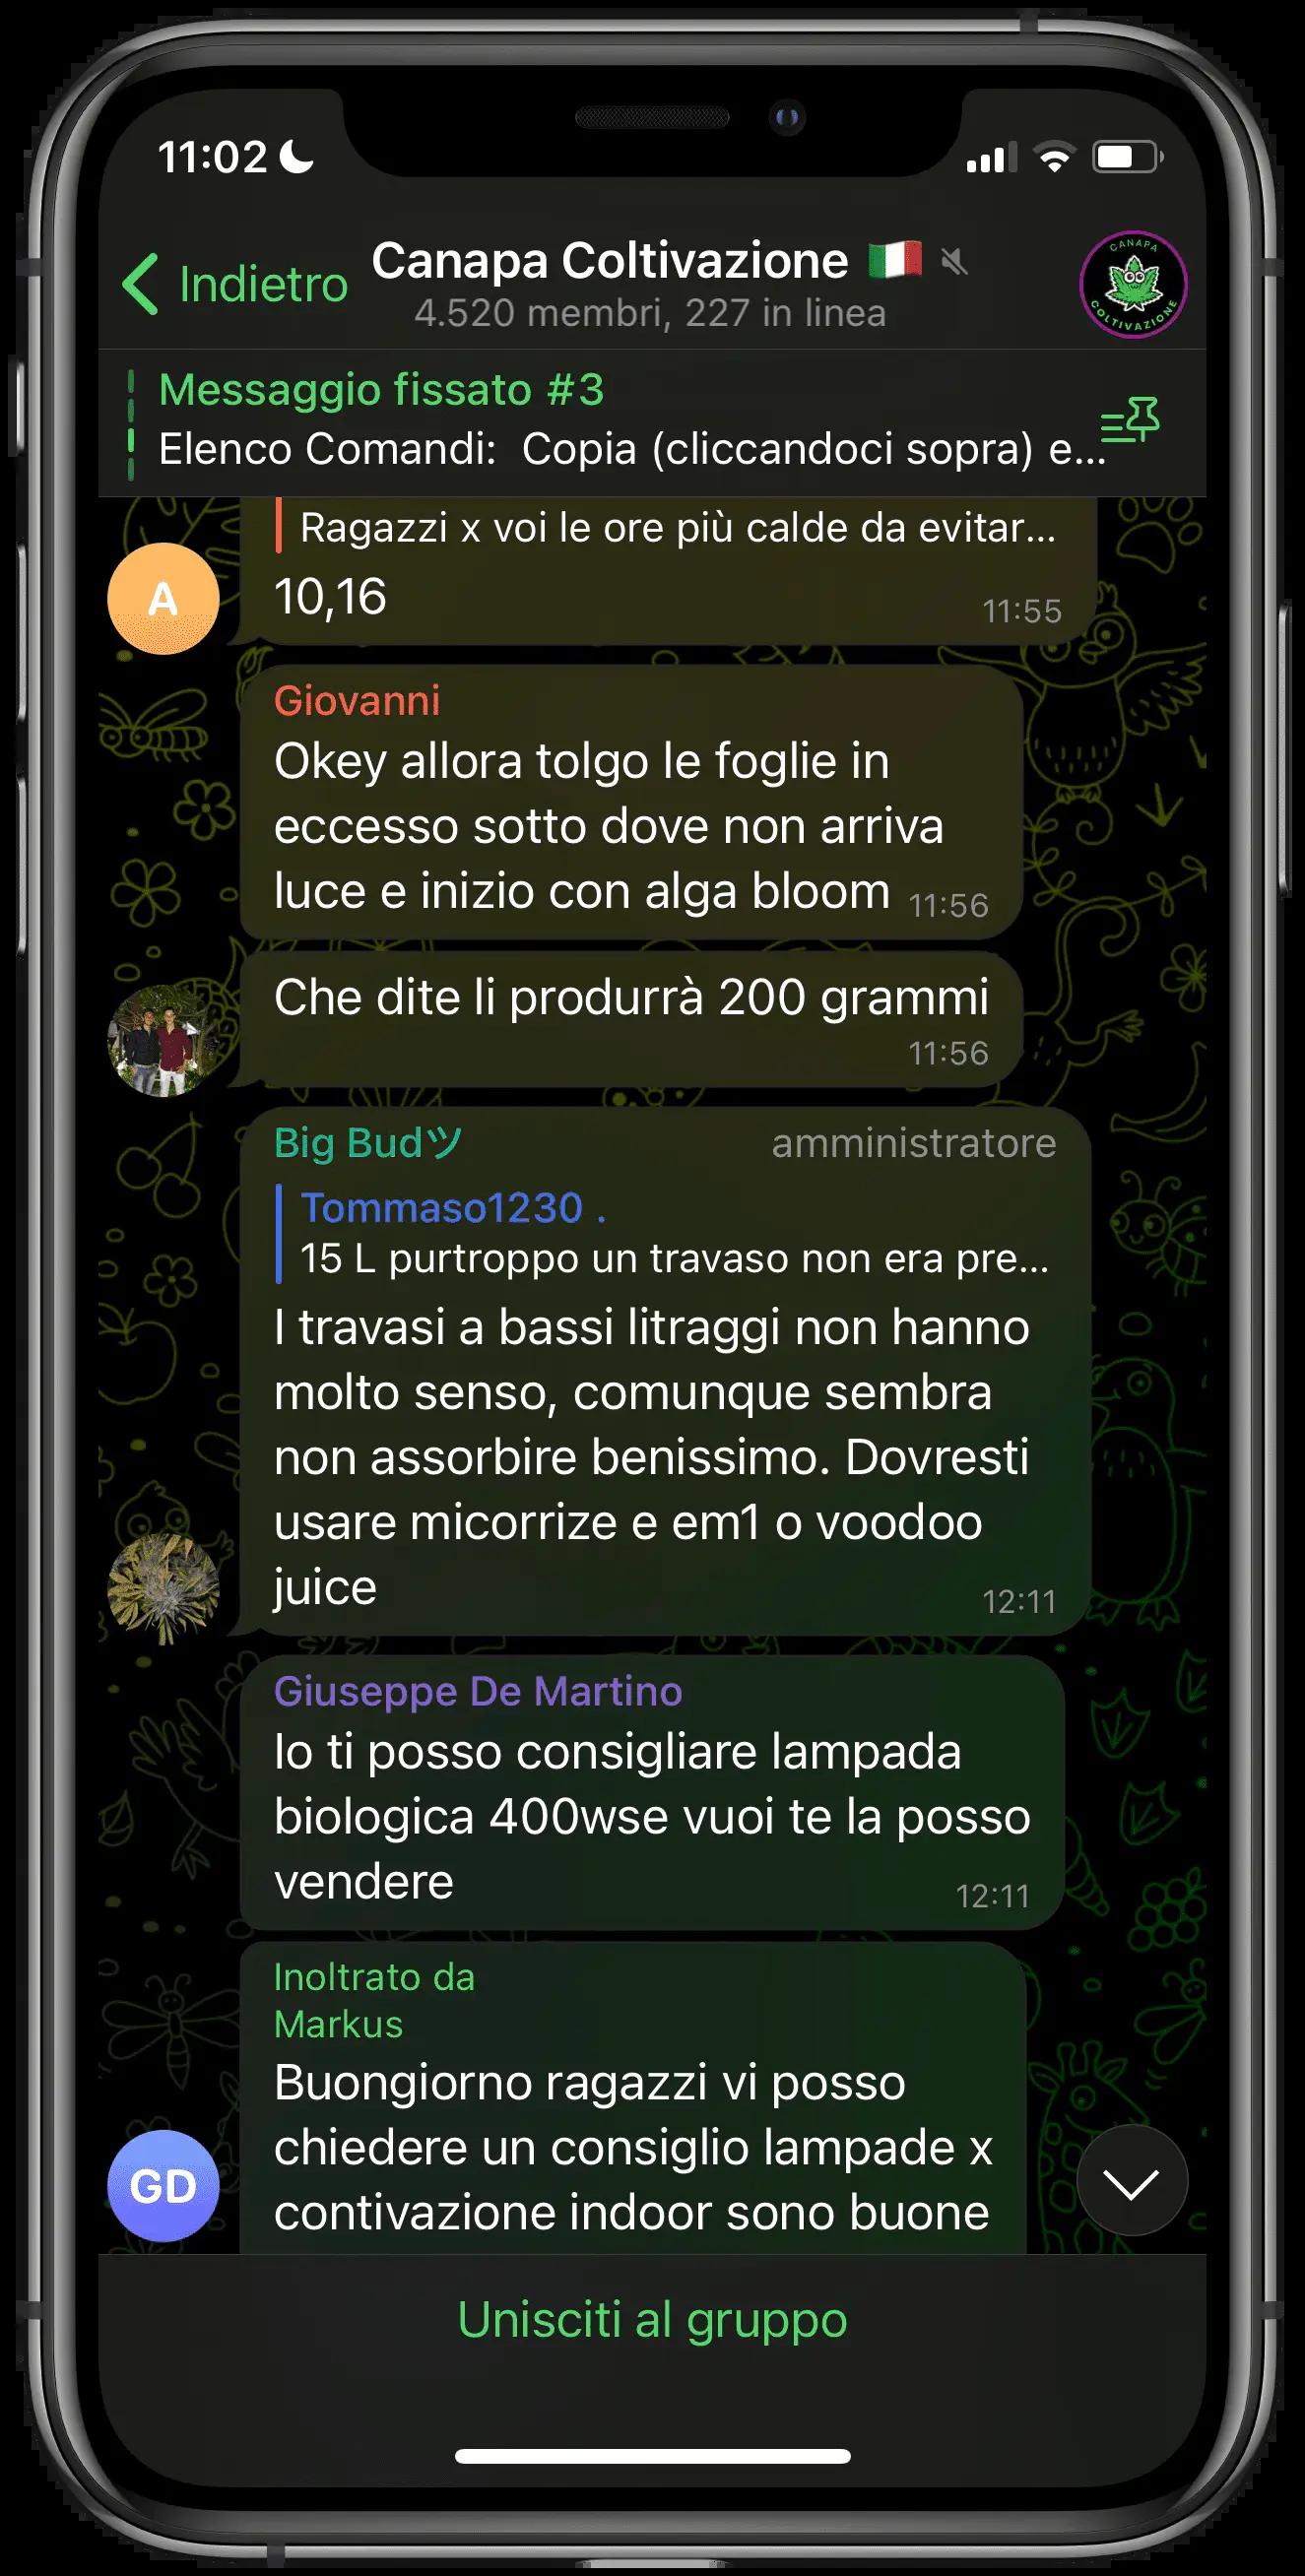 11:02
Indietro
Canapa Coltivazione 🇮🇹
4.520 membri, 227 in linea
CANAPA
COLTIVAZIONE
Messaggio fissato #3
Elenco Comandi:  Copia (cliccandoci sopra) e...
Ragazzi x voi le ore più calde da evitar...
A
10,16
11:55
Giovanni
Okey allora tolgo le foglie in
eccesso sotto dove non arriva
luce e inizio con alga bloom 11:56
Che dite li produrrà 200 grammi
11:56
Big Budツ amministratore
Tommaso1230 .
15 L purtroppo un travaso non era pre...
I travasi a bassi litraggi non hanno
molto senso, comunque sembra
non assorbire benissimo. Dovresti
usare micorrize e em1 o voodoo
juice 12:11
Giuseppe De Martino
Io ti posso consigliare lampada
biologica 400wse vuoi te la posso
vendere 12:11
Inoltrato da
Markus
Buongiorno ragazzi vi posso
chiedere un consiglio lampade x
contivazione indoor sono buone
GD
Unisciti al gruppo